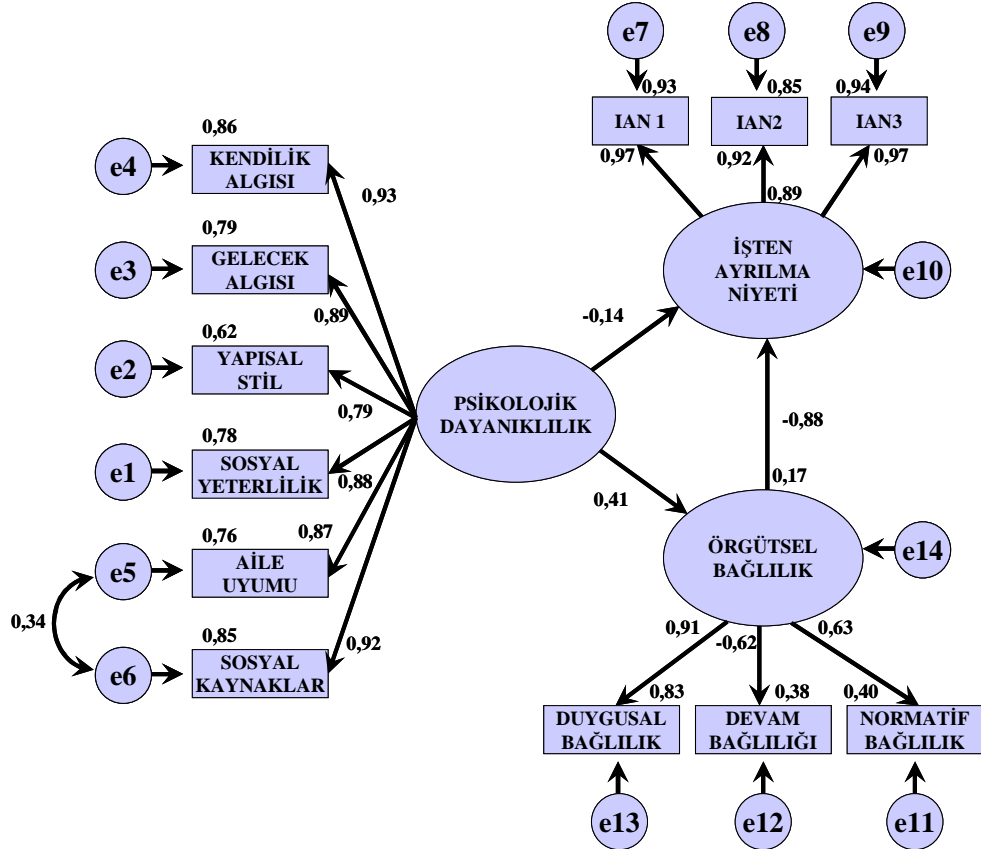 e7
e8
e9
0,93
0,85
0,94
IAN 1
IAN2
IAN3
0,97
0,92
0,97
0,89
İŞTEN
AYRILMA
NİYETİ
e10
0,86
e4
KENDİLİK
ALGISI
0,93
0,79
e3
GELECEK
ALGISI
0,89
0,62
e2
YAPISAL
STİL
0,79
0,78
e1
SOSYAL
YETERLİLİK
0,88
0,76
0,87
e5
AİLE
UYUMU
0,34
0,85
0,92
e6
SOSYAL
KAYNAKLAR
PSİKOLOJİK
DAYANIKLILIK
-0,14
0,41
-0,88
0,17
ÖRGÜTSEL
BAĞLILIK
e14
0,91
-0,62
0,63
0,83
0,38
0,40
DUYGUSAL
BAĞLILIK
DEVAM
BAĞLILIĞI
NORMATİF
BAĞLILIK
e13
e12
e11